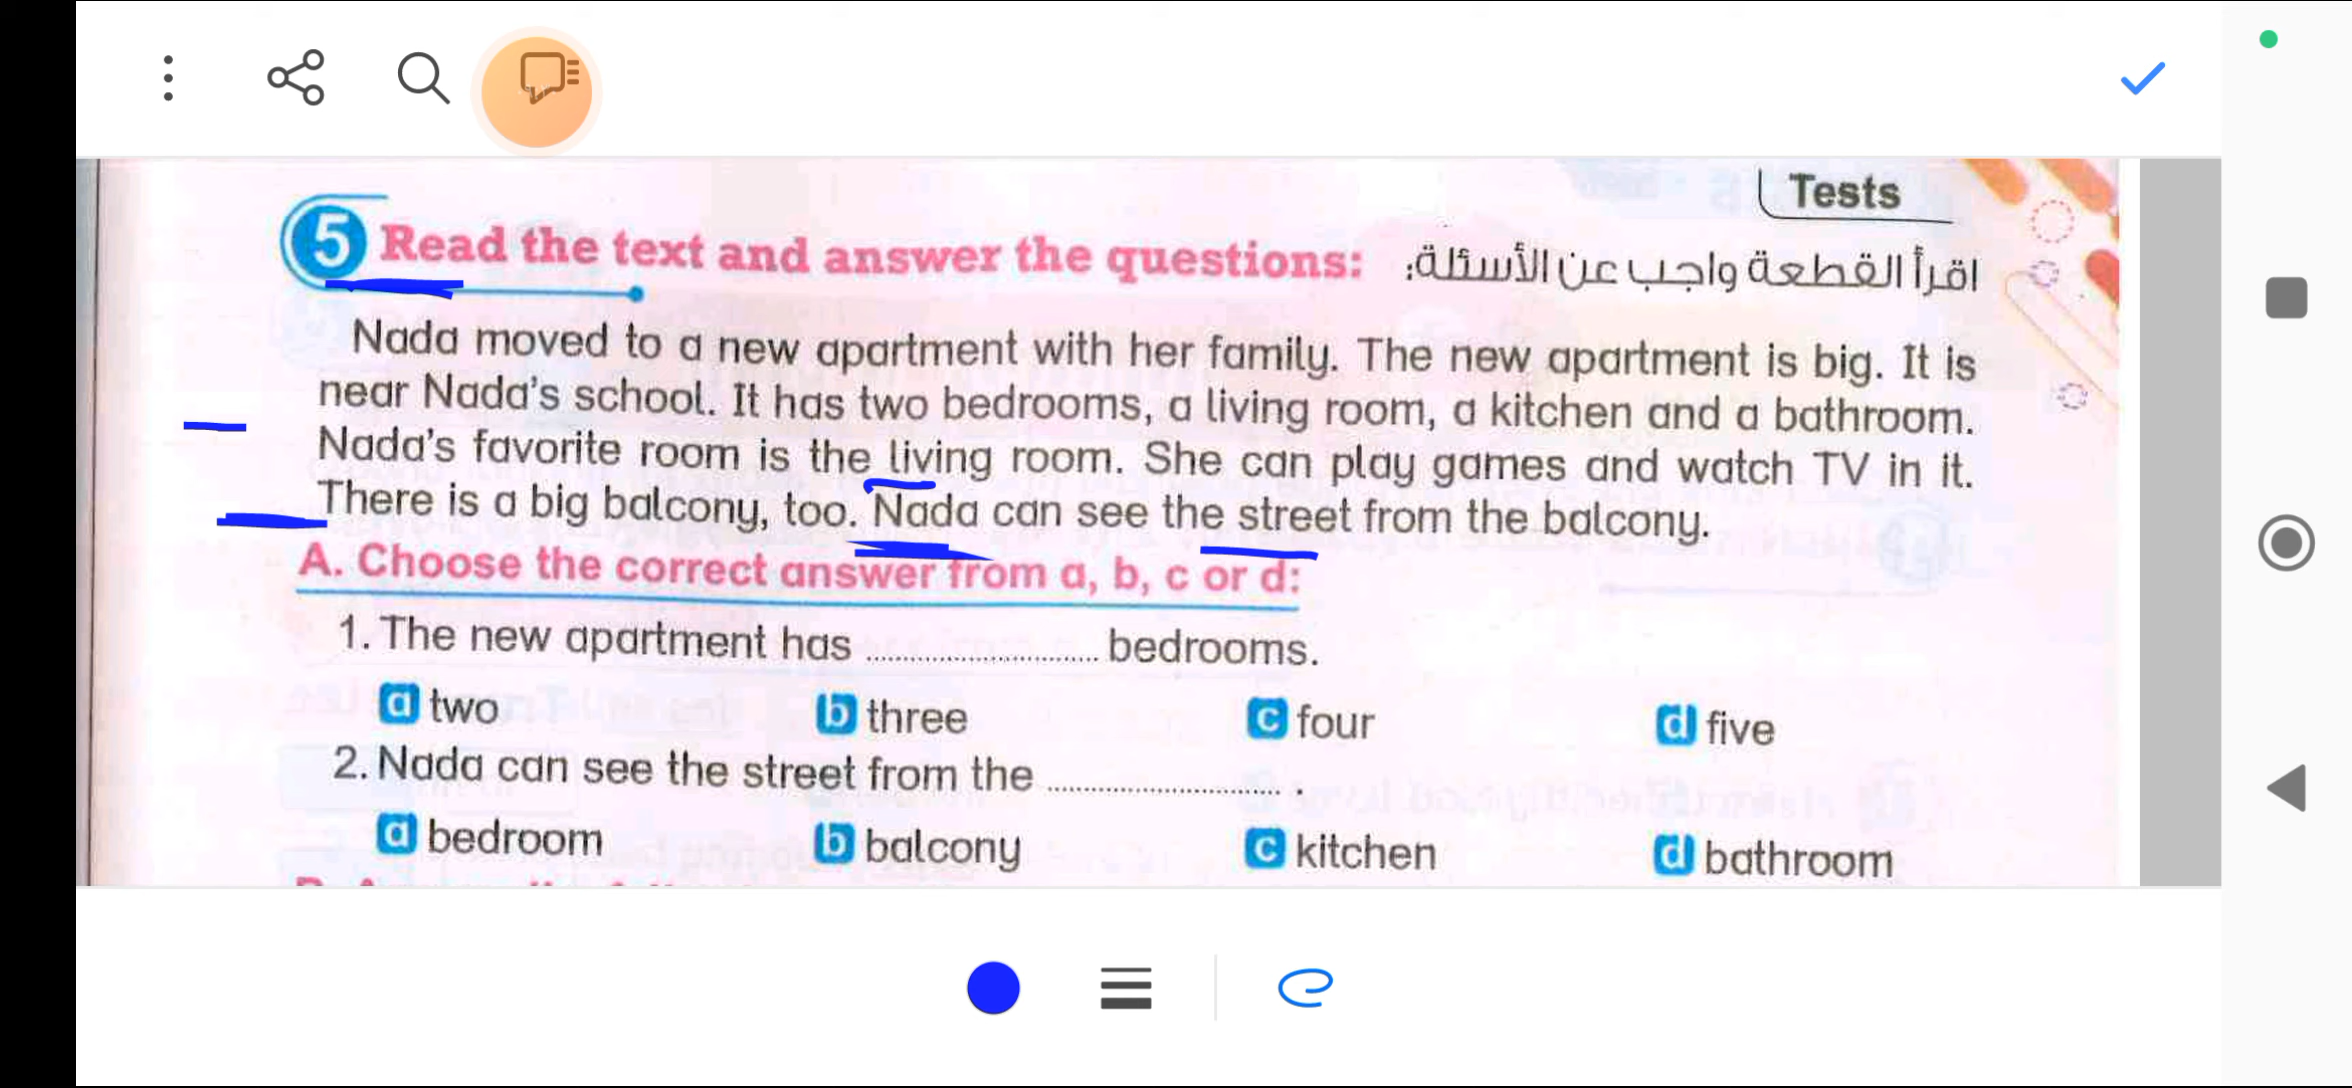 Tests
5 Read the text and answer the questions: اقرأ القطعة واجب عن الأسئلة:
Nada moved to a new apartment with her family. The new apartment is big. It is
near Nada's school. It has two bedrooms, a living room, a kitchen and a bathroom.
Nada's favorite room is the living room. She can play games and watch TV in it.
There is a big balcony, too. Nada can see the street from the balcony.
A. Choose the correct answer from a, b, c or d:
1. The new apartment has ........................ bedrooms.
a two b three c four d five
2. Nada can see the street from the ........................ .
a bedroom b balcony c kitchen d bathroom